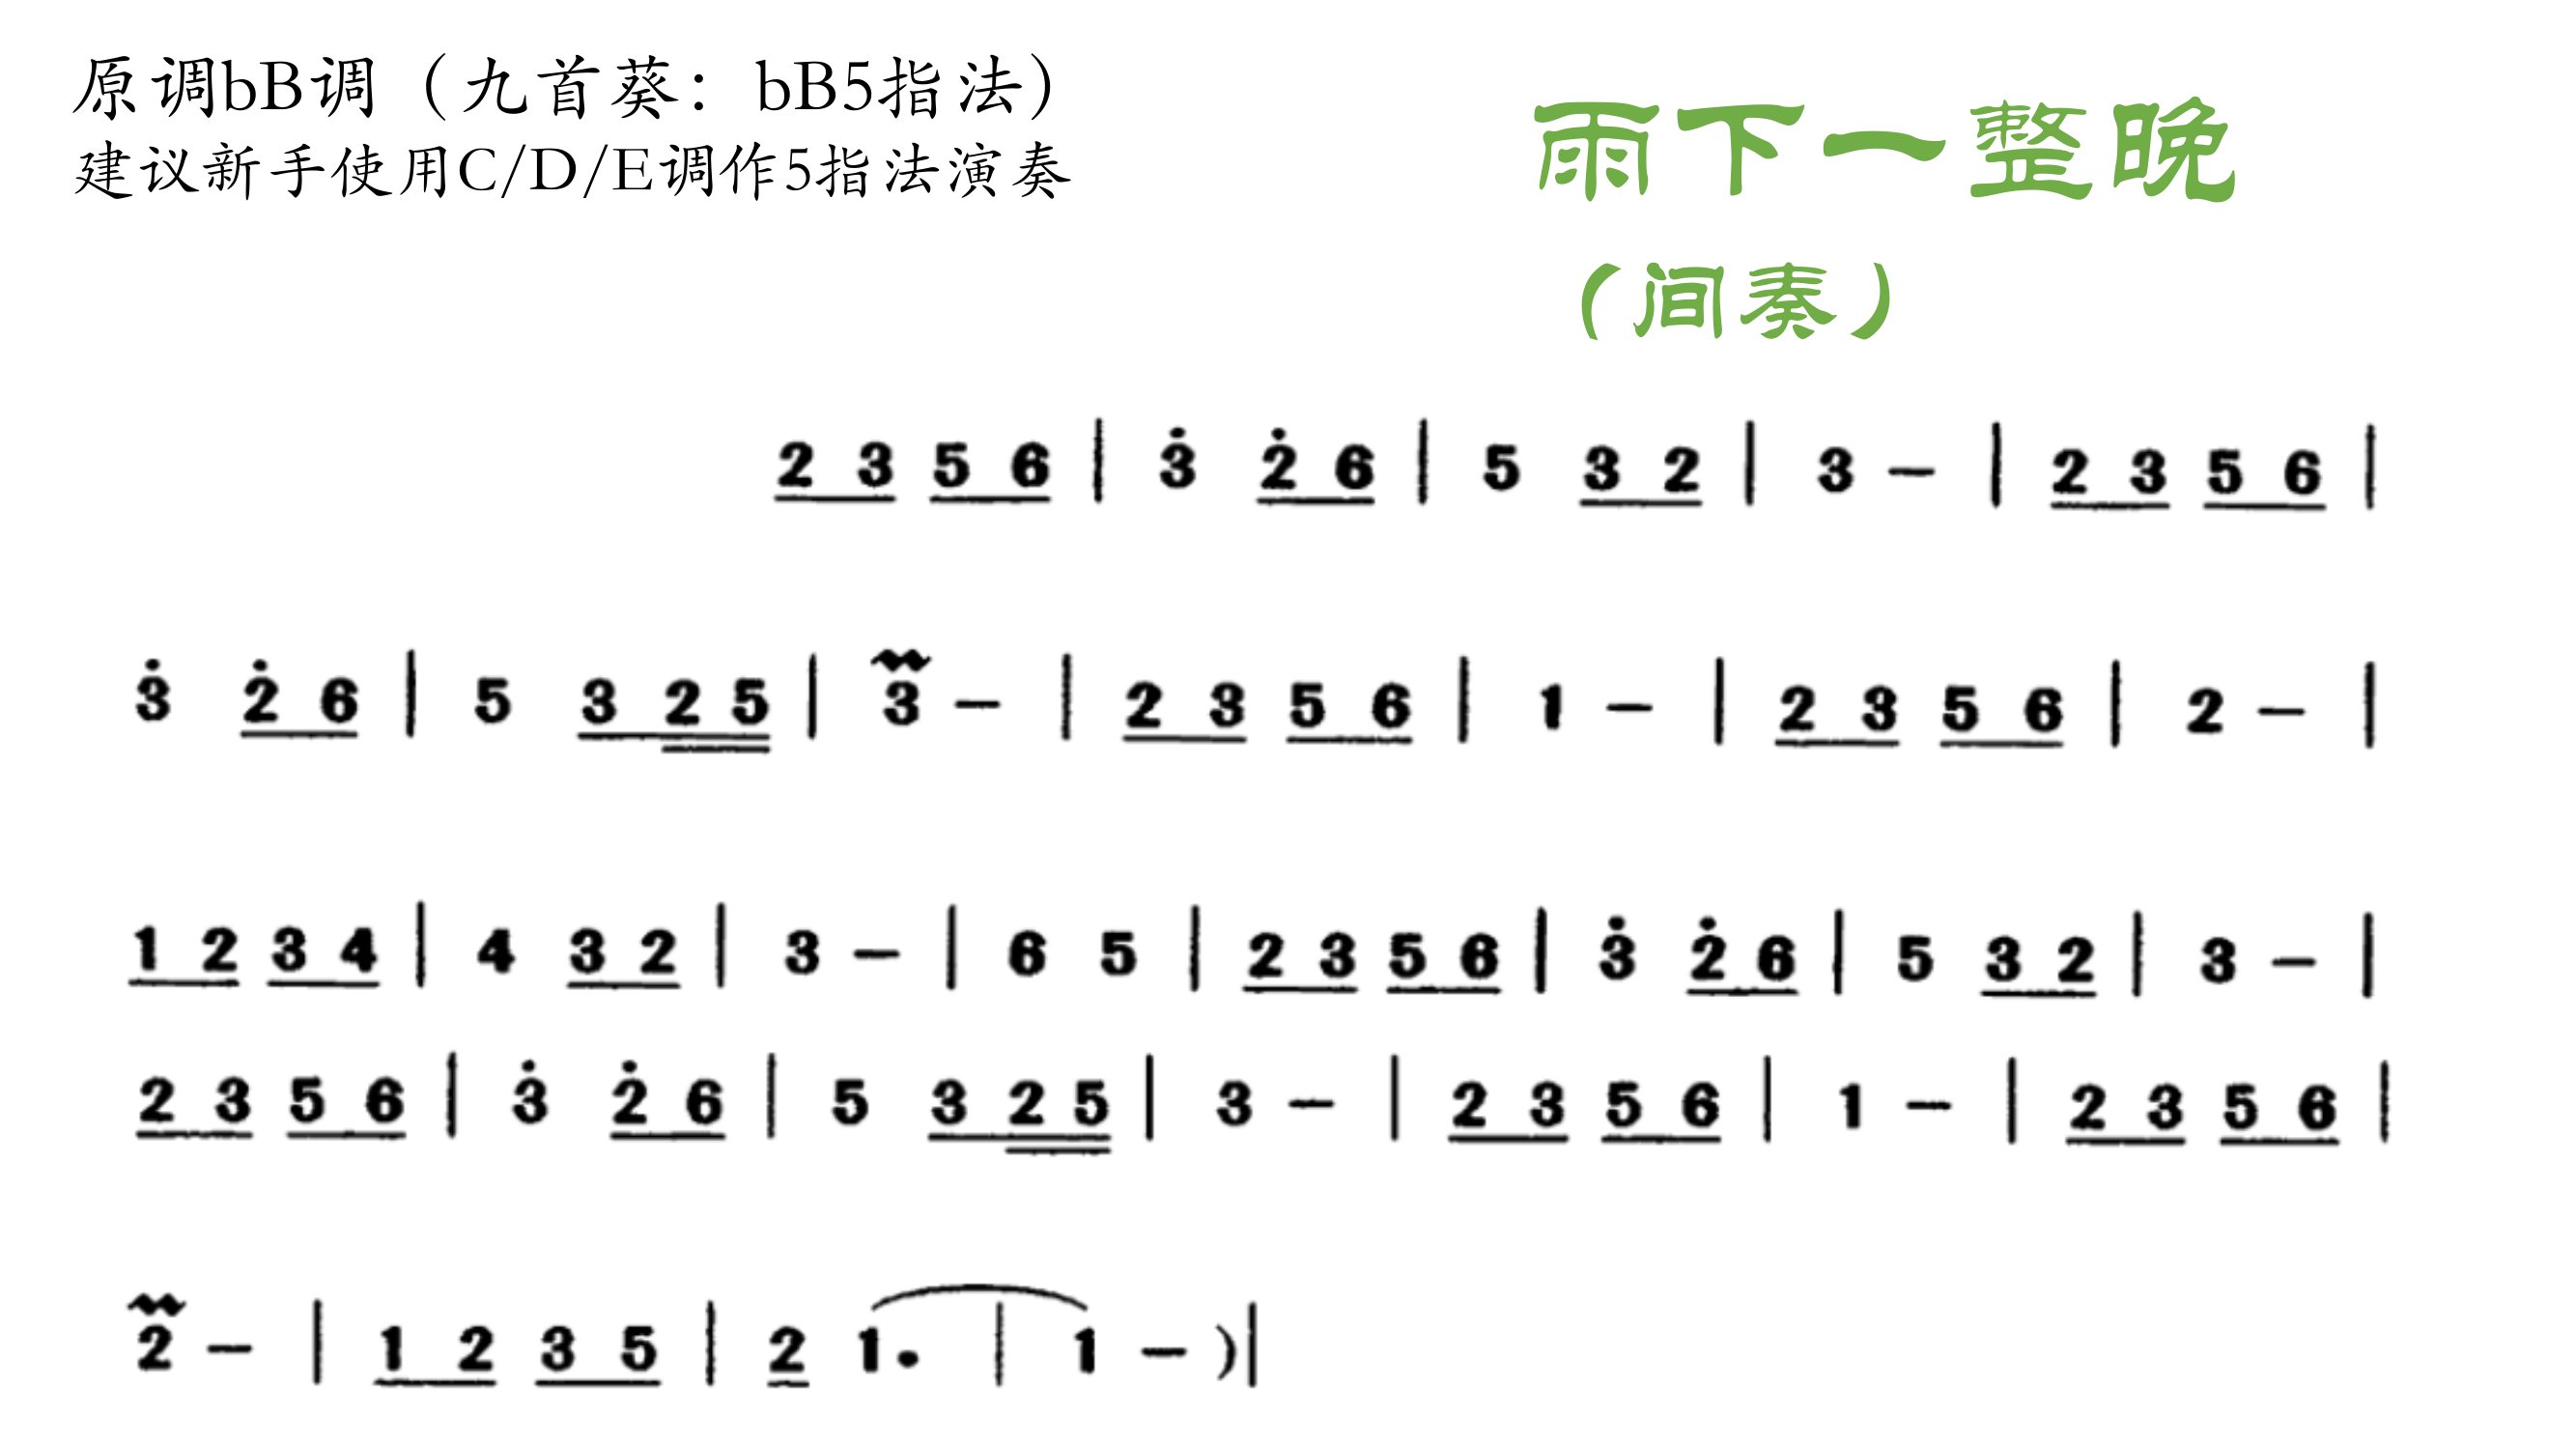 原调bB调（九首葵：bB5指法）
建议新手使用C/D/E调作5指法演奏
雨下一整晚
（间奏）
2 3 5 6 | 3̇ 2̇ 6 | 5 3 2 | 3 – | 2 3 5 6 |
3̇ 2̇ 6 | 5 3 2 5 | 3 – | 2 3 5 6 | 1 – | 2 3 5 6 | 2 – |
1 2 3 4 | 4 3 2 | 3 – | 6 5 | 2 3 5 6 | 3̇ 2̇ 6 | 5 3 2 | 3 – |
2 3 5 6 | 3̇ 2̇ 6 | 5 3 2 5 | 3 – | 2 3 5 6 | 1 – | 2 3 5 6 |
2 – | 1 2 3 5 | 2 1. | 1 – ) |